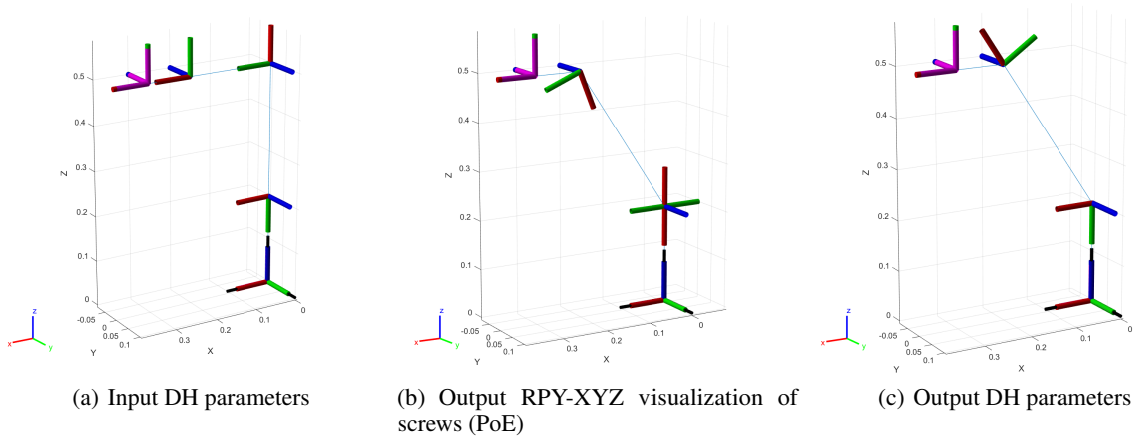 0.5
0.4
0.3
0.2
0.1
0
Z
-0.05
0
0.05
0.1
Y
0.3
0.2
0.1
0
X
z
x
y
(a) Input DH parameters
0.5
0.4
0.3
0.2
0.1
0
Z
-0.05
0
0.05
0.1
Y
0.3
0.2
0.1
0
X
z
x
y
(b) Output RPY-XYZ visualization of
screws (PoE)
0.5
0.4
0.3
0.2
0.1
0
Z
-0.05
0
0.05
0.1
Y
0.3
0.2
0.1
0
X
z
x
y
(c) Output DH parameters